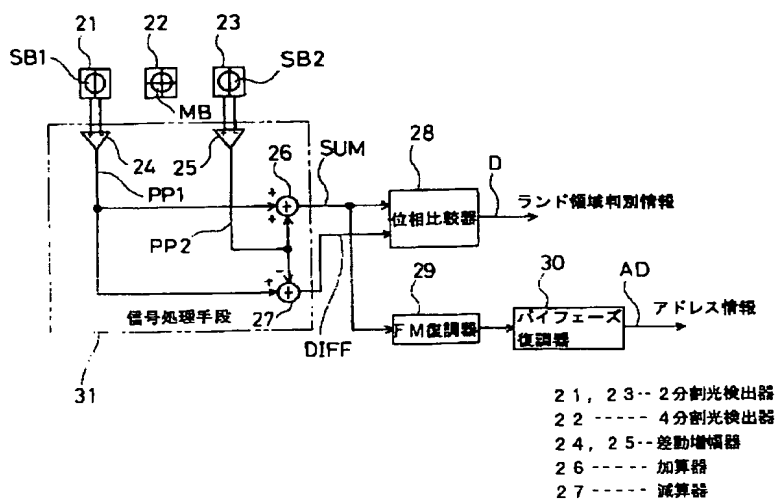 21
22
23
SB1
SB2
MB
24
25
26
SUM
28
D
PP1
+
+
+
位相比較器
ランド領域判別情報
PP2
29
30
AD
+
-
+
27
信号処理手段
DIFF
FM復調器
バイフェーズ
復調器
アドレス情報
31
21,23‥2分割光検出器
22-----4分割光検出器
24,25‥差動増幅器
26-----加算器
27-----減算器